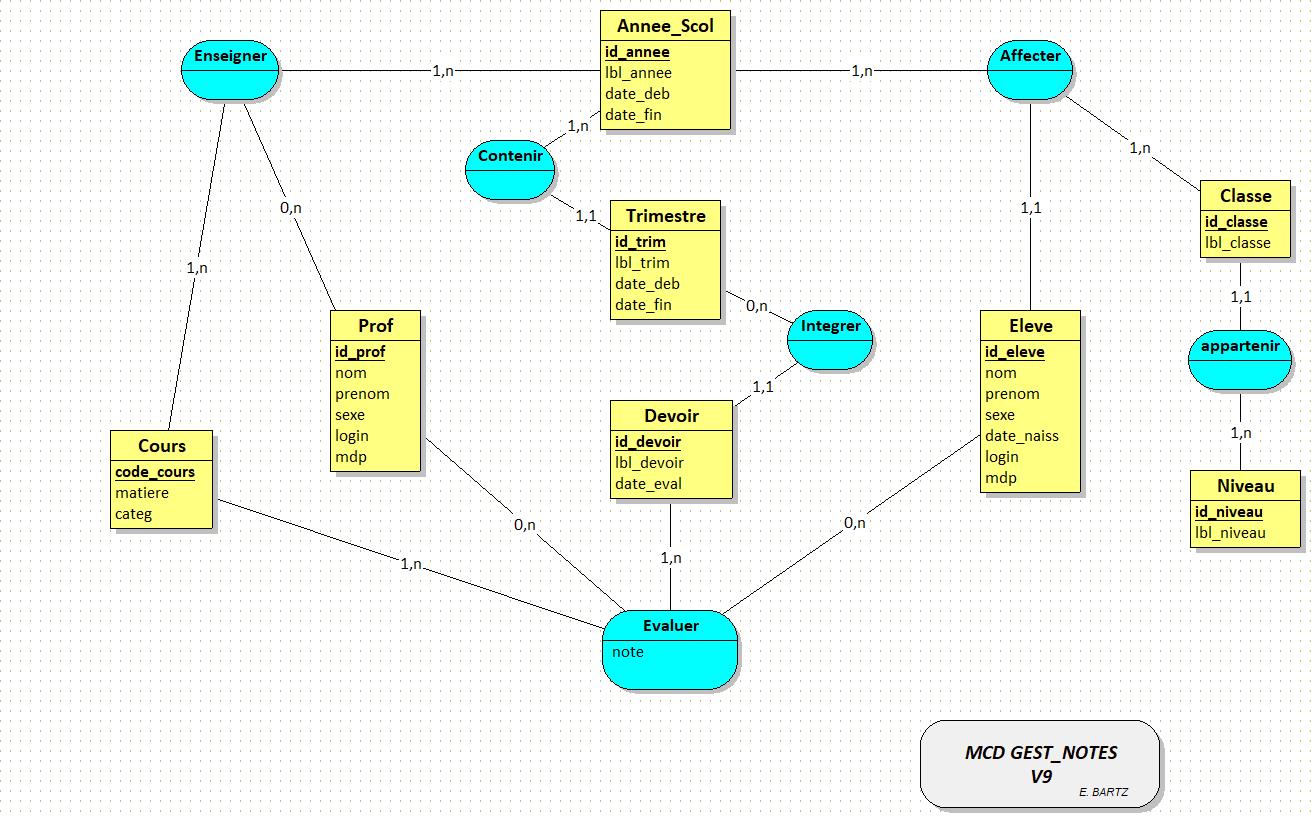 Annee_Scol
id_annee
lbl_annee
date_deb
date_fin
Enseigner
1,n
1,n
Affecter
1,n
Contenir
1,n
1,1
Trimestre
id_trim
lbl_trim
date_deb
date_fin
Classe
id_classe
lbl_classe
0,n
1,1
1,n
0,n
1,1
Integrer
Prof
id_prof
nom
prenom
sexe
login
mdp
Eleve
id_eleve
nom
prenom
sexe
date_naiss
login
mdp
appartenir
1,1
1,n
Devoir
id_devoir
lbl_devoir
date_eval
Cours
code_cours
matiere
categ
Niveau
id_niveau
lbl_niveau
0,n
0,n
1,n
1,n
Evaluer
note
MCD GEST_NOTES
V9
E. BARTZ